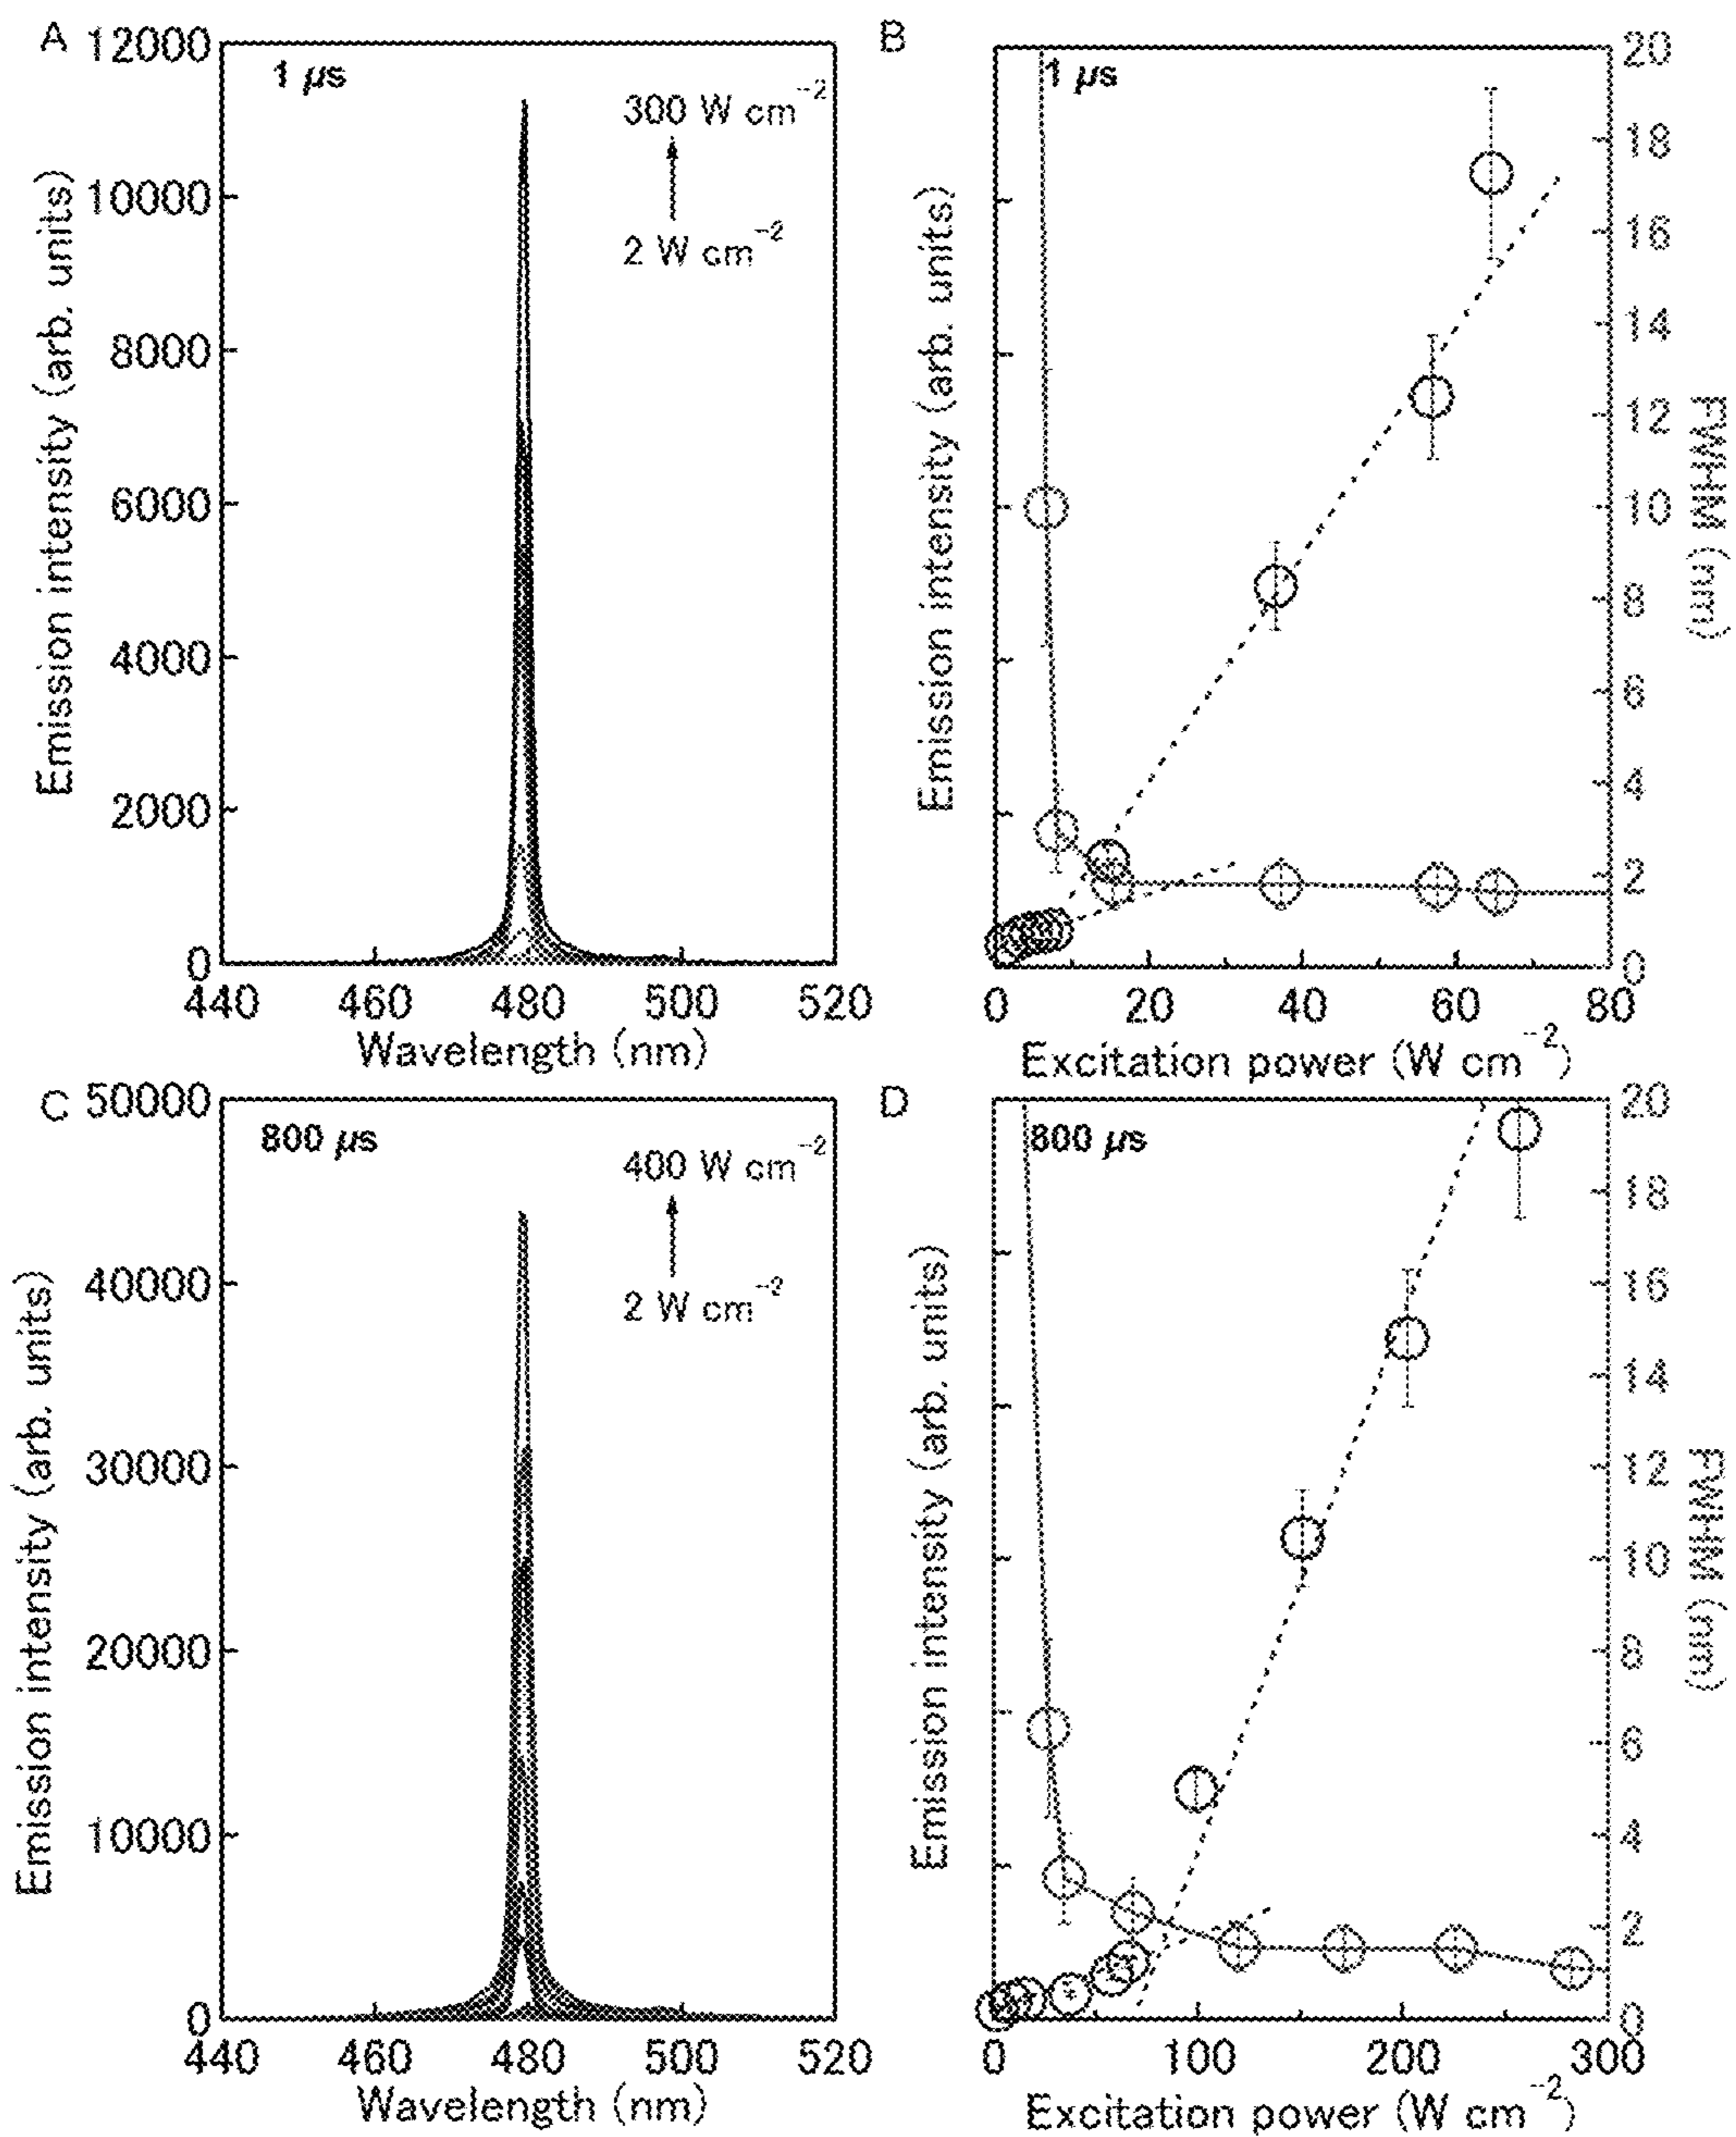 A
12000
10000
8000
6000
4000
2000
0
Emission intensity (arb. units)
1 μs
300 W cm⁻²
2 W cm⁻²
440 460 480 500 520
Wavelength (nm)
B
1 μs
Emission intensity (arb. units)
20
18
16
14
12
10
8
6
4
2
0
FWHM (nm)
0 20 40 60 80
Excitation power (W cm⁻²)
C
50000
40000
30000
20000
10000
0
Emission intensity (arb. units)
800 μs
400 W cm⁻²
2 W cm⁻²
440 460 480 500 520
Wavelength (nm)
D
800 μs
Emission intensity (arb. units)
20
18
16
14
12
10
8
6
4
2
0
FWHM (nm)
0 100 200 300
Excitation power (W cm⁻²)